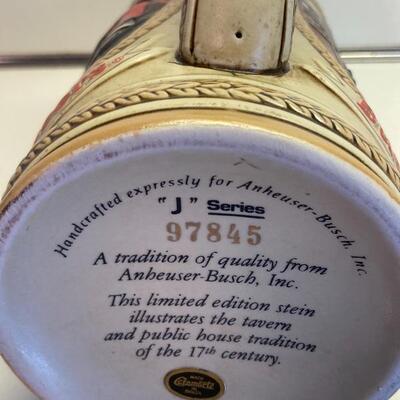 Handcrafted expressly for Anheuser-Busch, Inc.
"J" Series
97845
A tradition of quality from
Anheuser-Busch, Inc.
This limited edition stein
illustrates the tavern
and public house tradition
of the 17th century.
Ceramarte